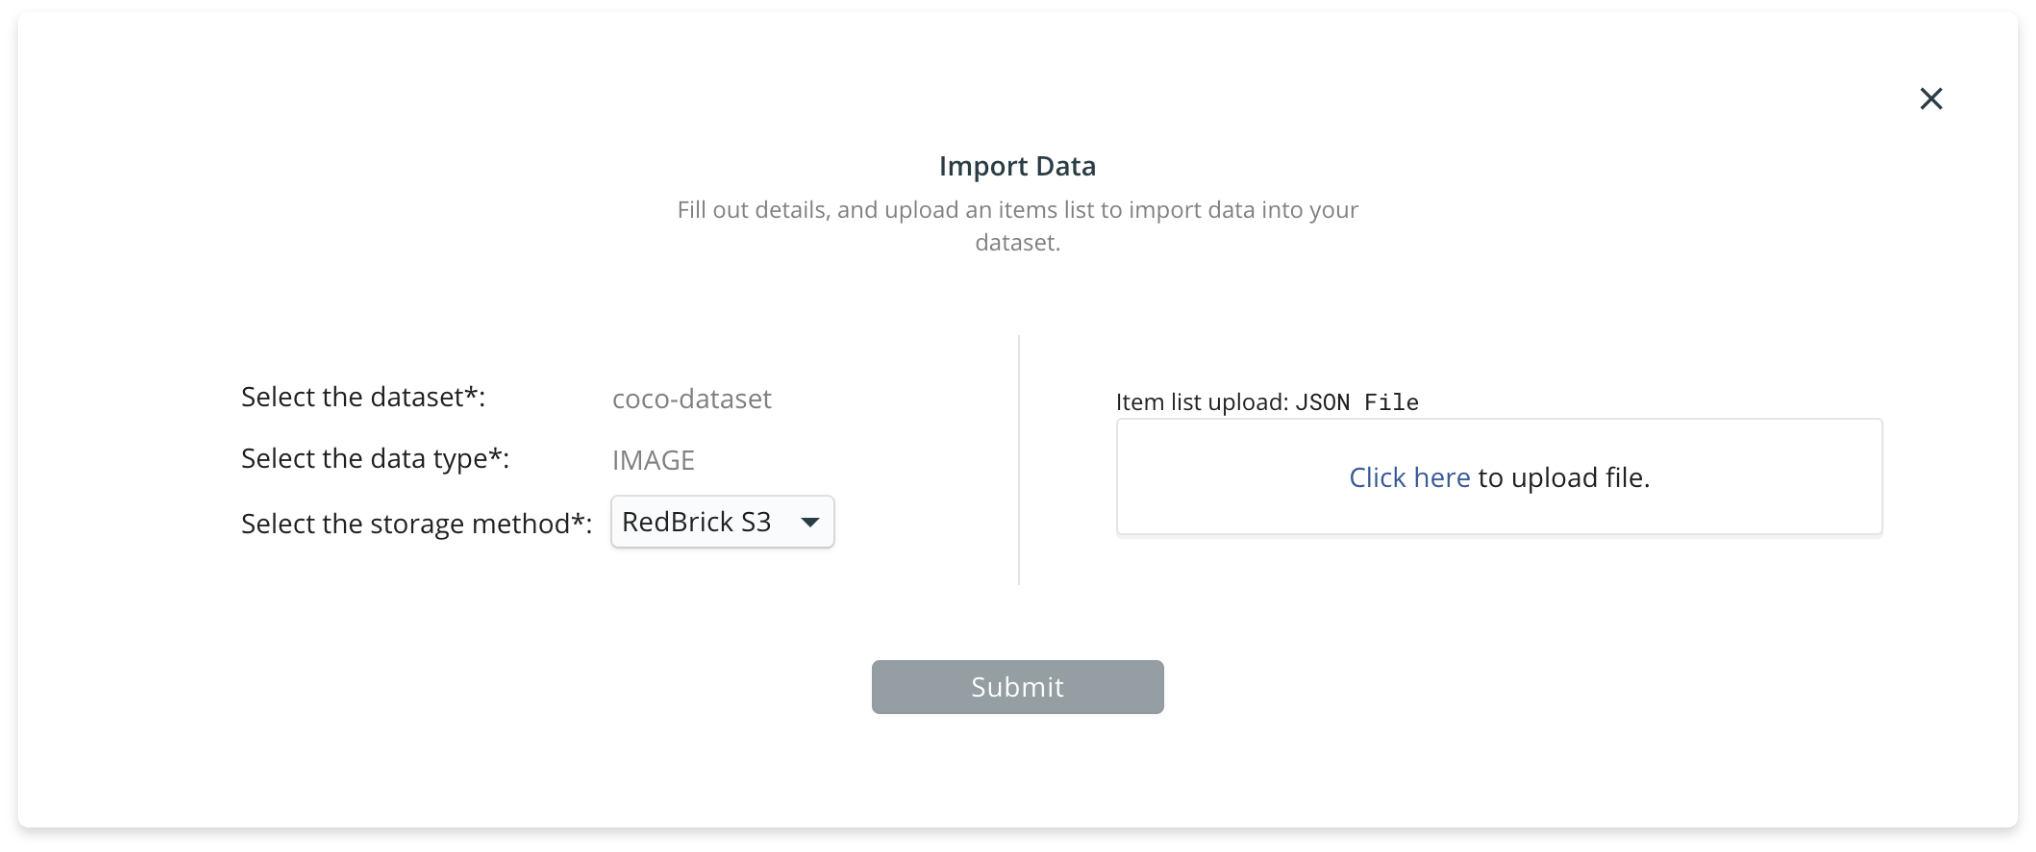 Import Data
Fill out details, and upload an items list to import data into your
dataset.
Select the dataset*: coco-dataset
Select the data type*: IMAGE
Select the storage method*: RedBrick S3
Item list upload: JSON File
Click here to upload file.
Submit